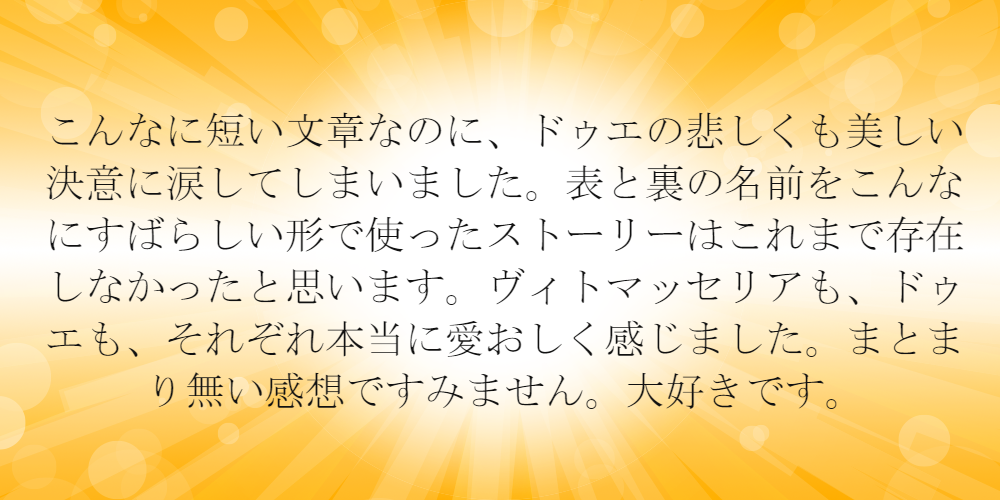 こんなに短い文章なのに、ドゥエの悲しくも美しい
決意に涙してしまいました。表と裏の名前をこんな
にすばらしい形で使ったストーリーはこれまで存在
しなかったと思います。ヴィトマッセリアも、ドゥ
エも、それぞれ本当に愛おしく感じました。まとま
り無い感想ですみません。大好きです。